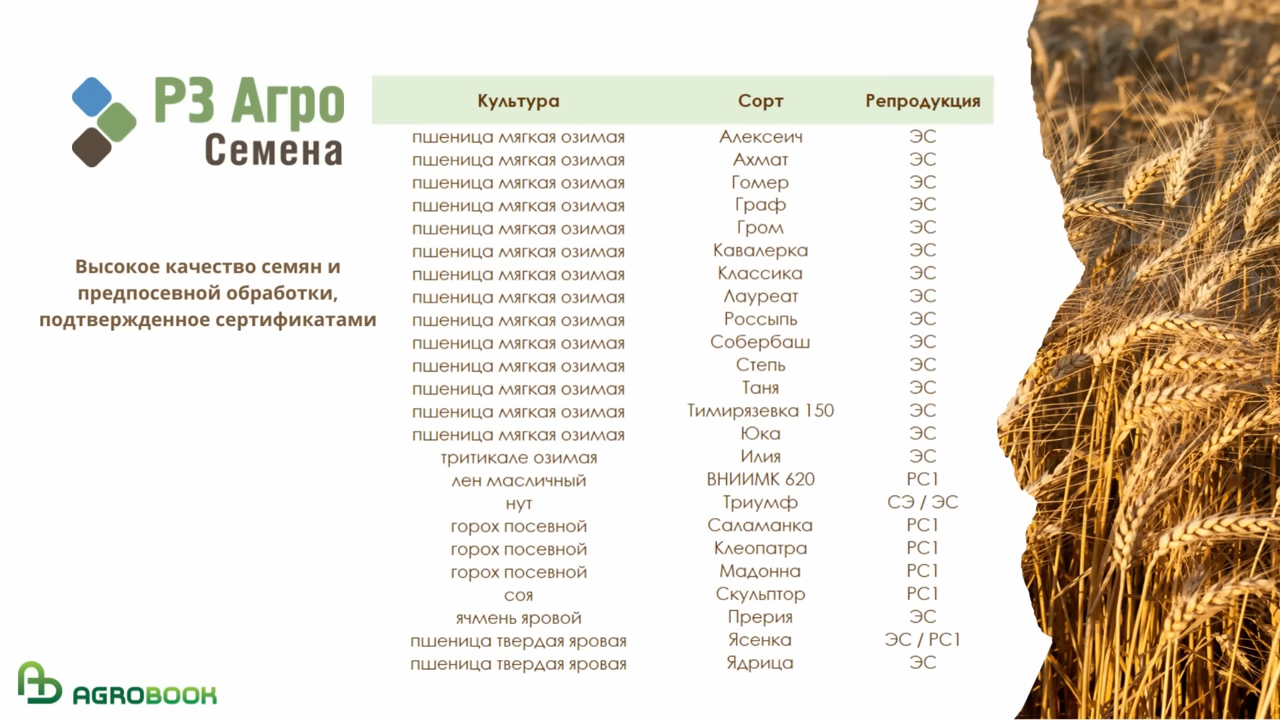 РЗ Агро
Семена
Высокое качество семян и
предпосевной обработки,
подтвержденное сертификатами
Культура Сорт Репродукция
пшеница мягкая озимая Алексеич ЭС
пшеница мягкая озимая Ахмат ЭС
пшеница мягкая озимая Гомер ЭС
пшеница мягкая озимая Граф ЭС
пшеница мягкая озимая Гром ЭС
пшеница мягкая озимая Кавалерка ЭС
пшеница мягкая озимая Классика ЭС
пшеница мягкая озимая Лауреат ЭС
пшеница мягкая озимая Россыпь ЭС
пшеница мягкая озимая Собербаш ЭС
пшеница мягкая озимая Степь ЭС
пшеница мягкая озимая Таня ЭС
пшеница мягкая озимая Тимирязевка 150 ЭС
пшеница мягкая озимая Юка ЭС
тритикале озимая Илия ЭС
лен масличный ВНИИМК 620 РС1
нут Триумф СЭ / ЭС
горох посевной Саламанка РС1
горох посевной Клеопатра РС1
горох посевной Мадонна РС1
соя Скульптор РС1
ячмень яровой Прерия ЭС
пшеница твердая яровая Ясенка ЭС / РС1
пшеница твердая яровая Ядрица ЭС
AGROBOOK